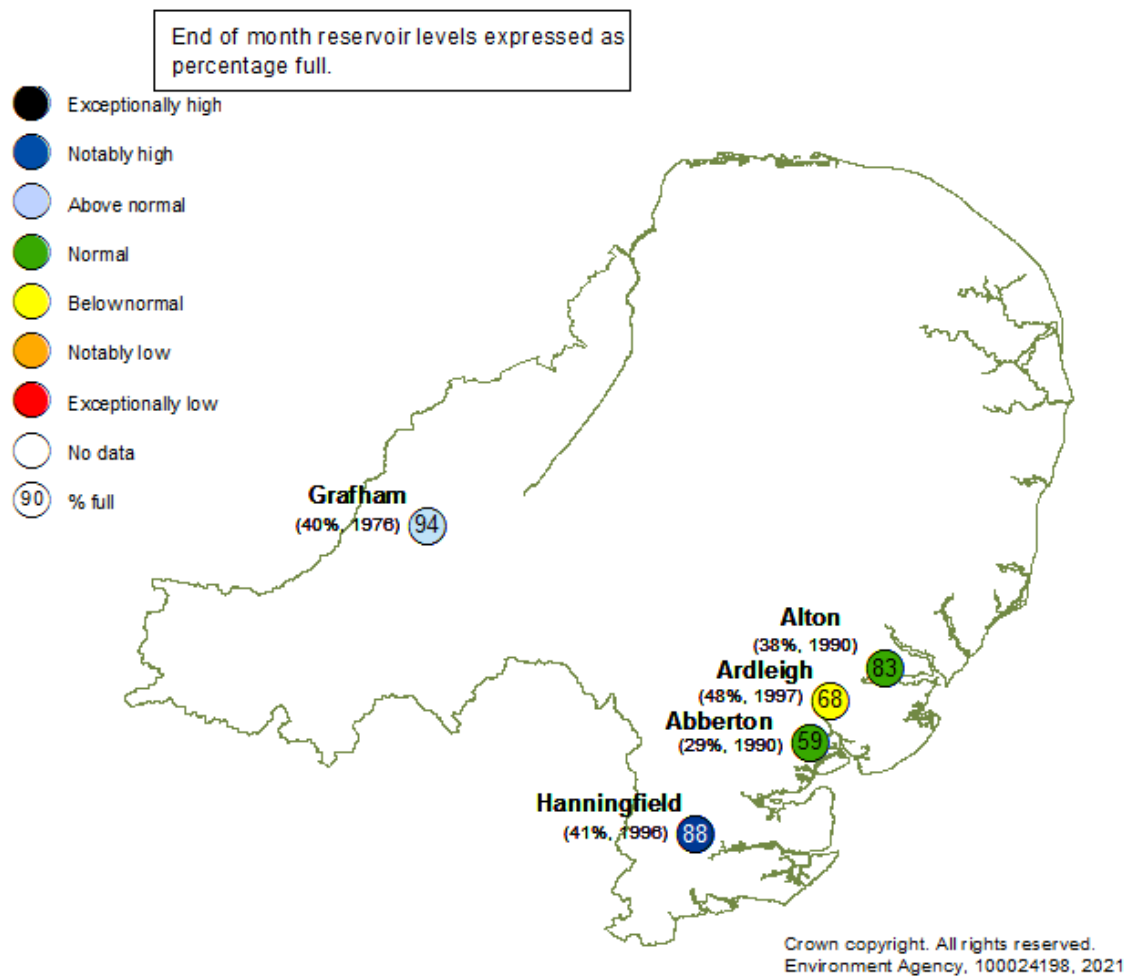 End of month reservoir levels expressed as
percentage full.
Exceptionally high
Notably high
Above normal
Normal
Belownormal
Notably low
Exceptionally low
No data
90 % full
Grafham
(40%, 1976) 94
Alton
(38%, 1990) 83
Ardleigh
(48%, 1997) 68
Abberton
(29%, 1990) 59
Hanningfield
(41%, 1996) 88
Crown copyright. All rights reserved.
Environment Agency, 100024198, 2021